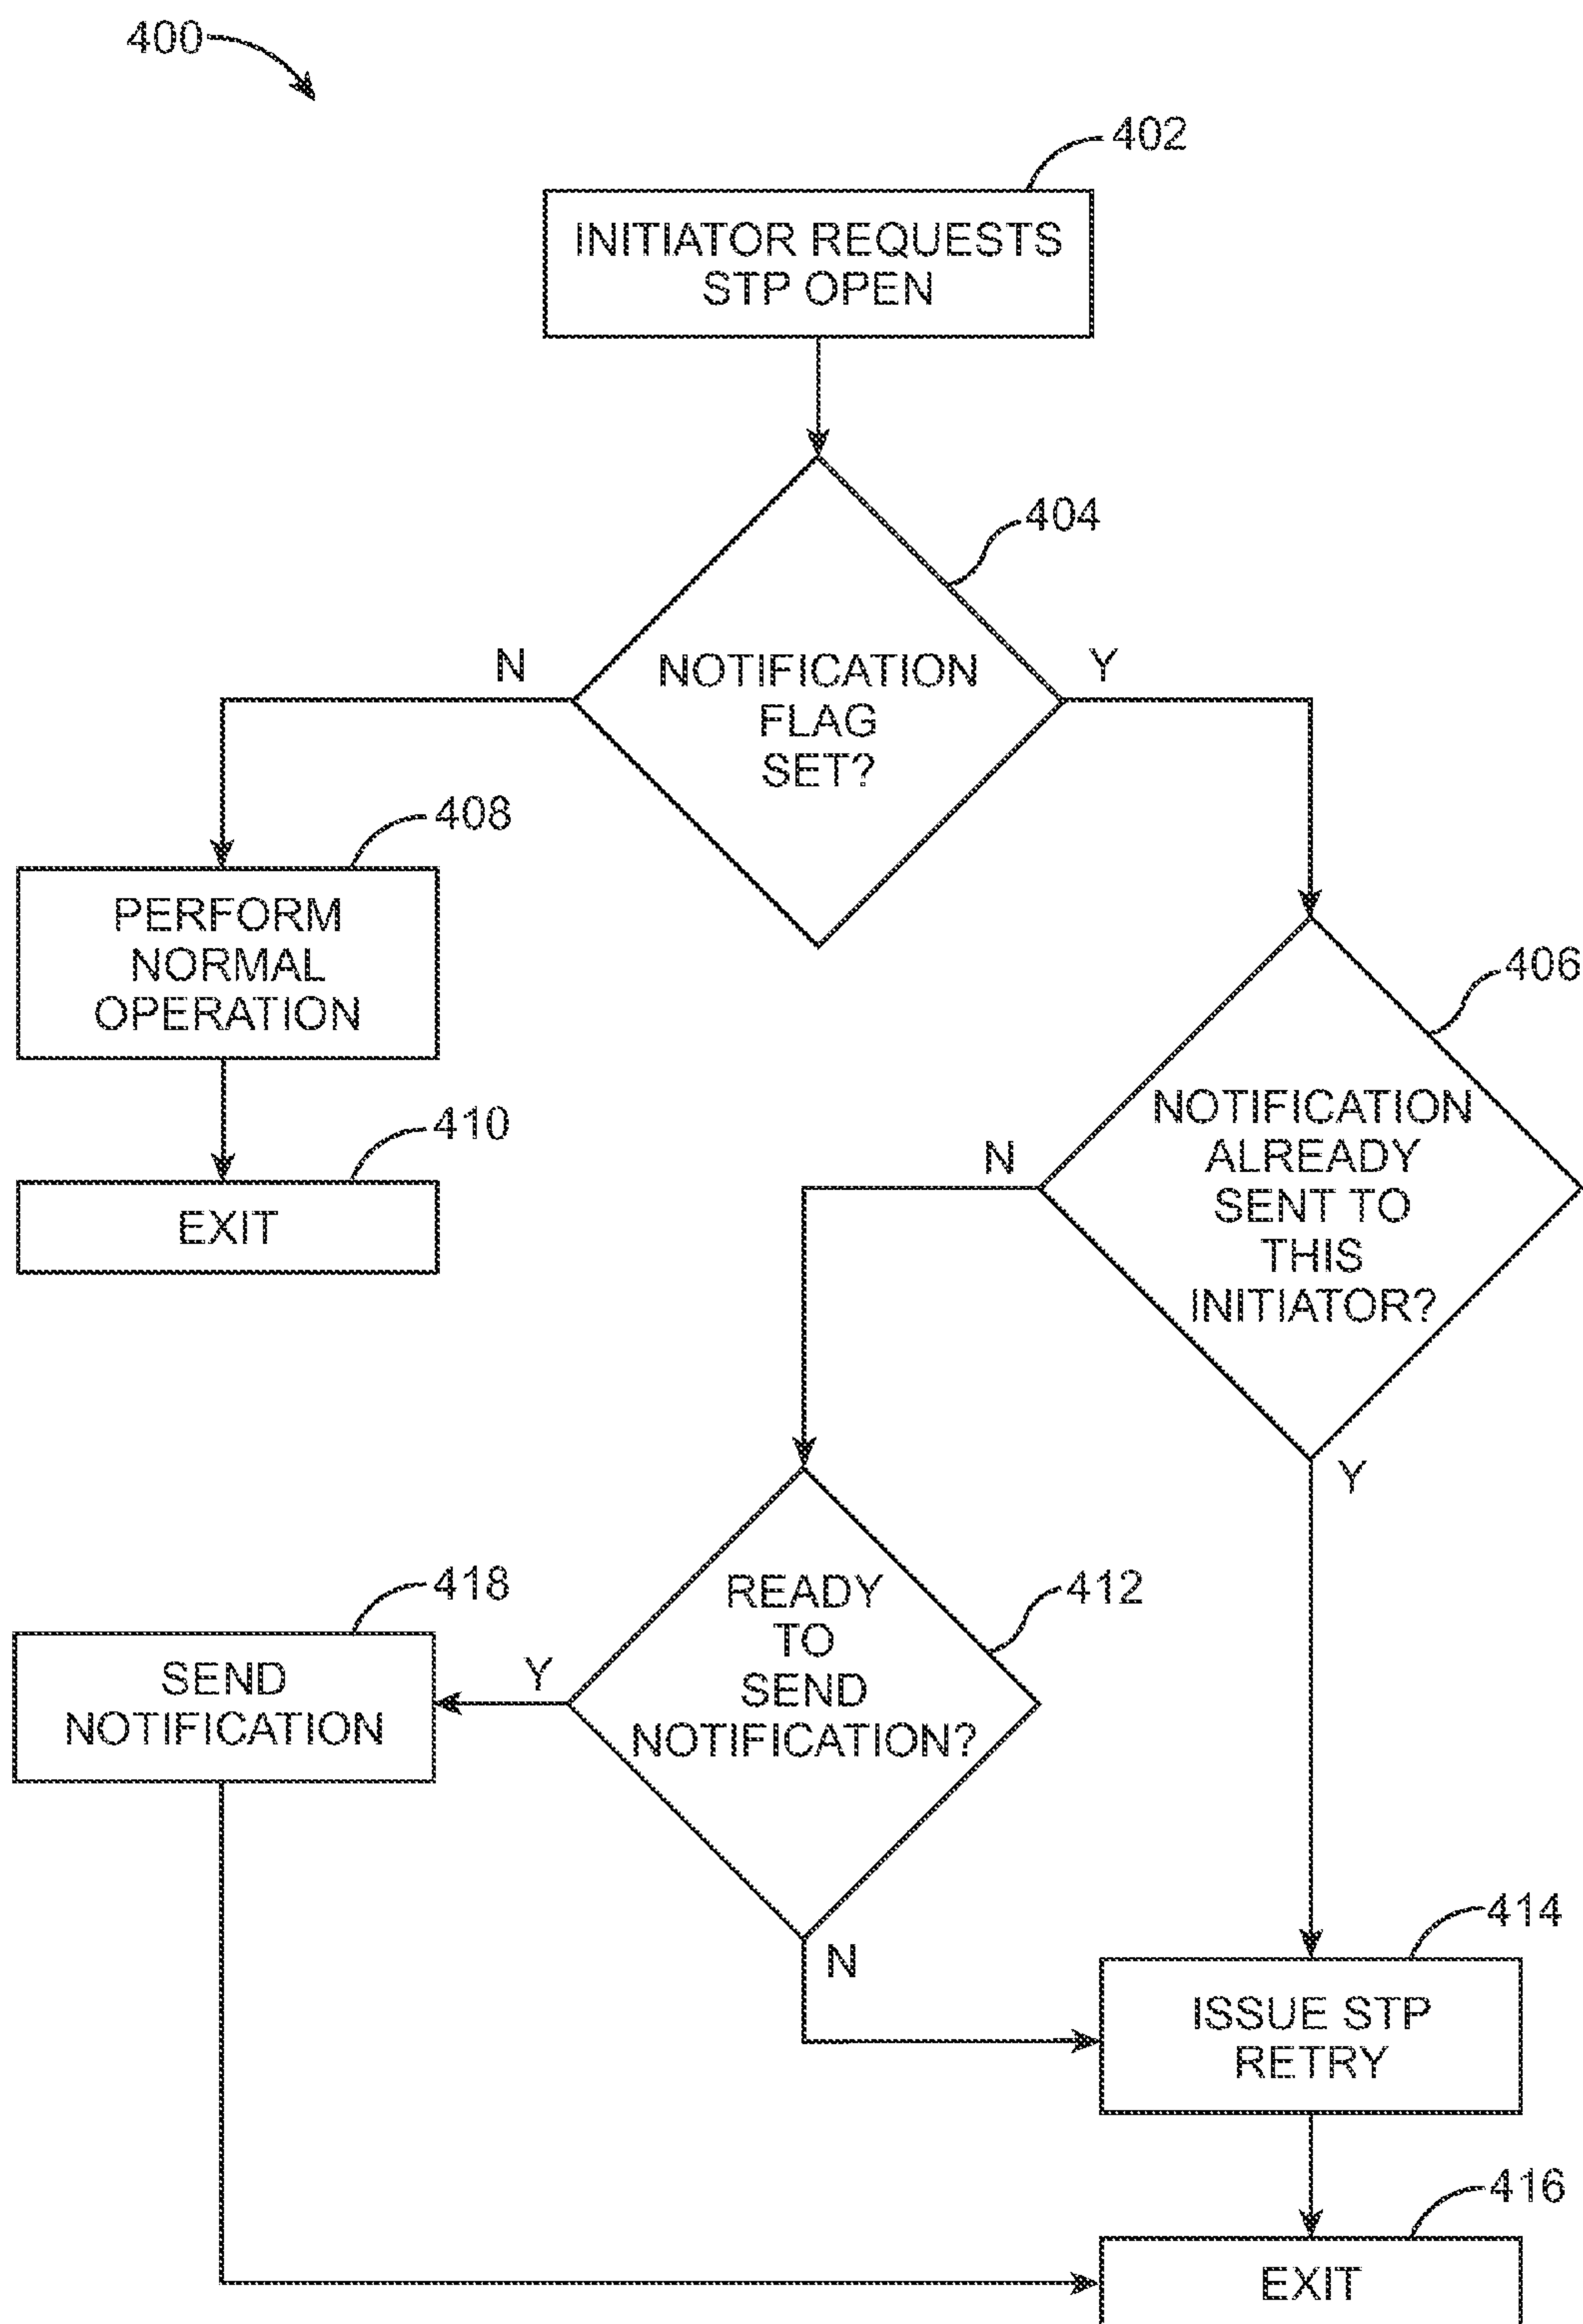 400
402
INITIATOR REQUESTS
STP OPEN
404
N
NOTIFICATION
FLAG
SET?
Y
408
PERFORM
NORMAL
OPERATION
406
NOTIFICATION
ALREADY
SENT TO
THIS
INITIATOR?
N
Y
410
EXIT
412
READY
TO
SEND
NOTIFICATION?
Y
N
418
SEND
NOTIFICATION
414
ISSUE STP
RETRY
416
EXIT